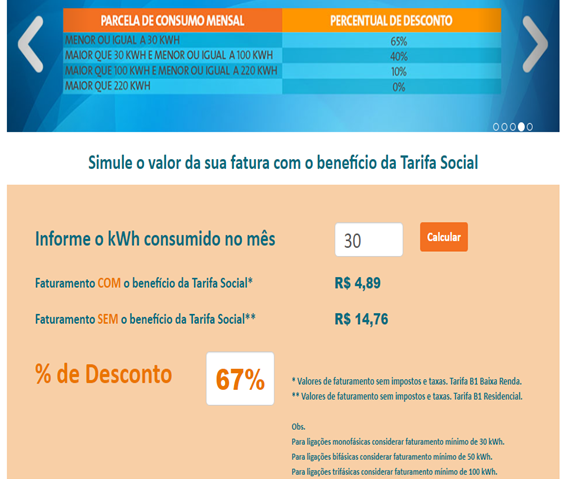 PARCELA DE CONSUMO MENSAL PERCENTUAL DE DESCONTO
MENOR OU IGUAL A 30 KWH 65%
MAIOR QUE 30 KWH E MENOR OU IGUAL A 100 KWH 40%
MAIOR QUE 100 KWH E MENOR OU IGUAL A 220 KWH 10%
MAIOR QUE 220 KWH 0%
Simule o valor da sua fatura com o benefício da Tarifa Social
Informe o kWh consumido no mês 30 Calcular
Faturamento COM o benefício da Tarifa Social* R$ 4,89
Faturamento SEM o benefício da Tarifa Social** R$ 14,76
% de Desconto 67%
* Valores de faturamento sem impostos e taxas. Tarifa B1 Baixa Renda.
** Valores de faturamento sem impostos e taxas. Tarifa B1 Residencial.
Obs.
Para ligações monofásicas considerar faturamento mínimo de 30 kWh.
Para ligações bifásicas considerar faturamento mínimo de 50 kWh.
Para ligações trifásicas considerar faturamento mínimo de 100 kWh.